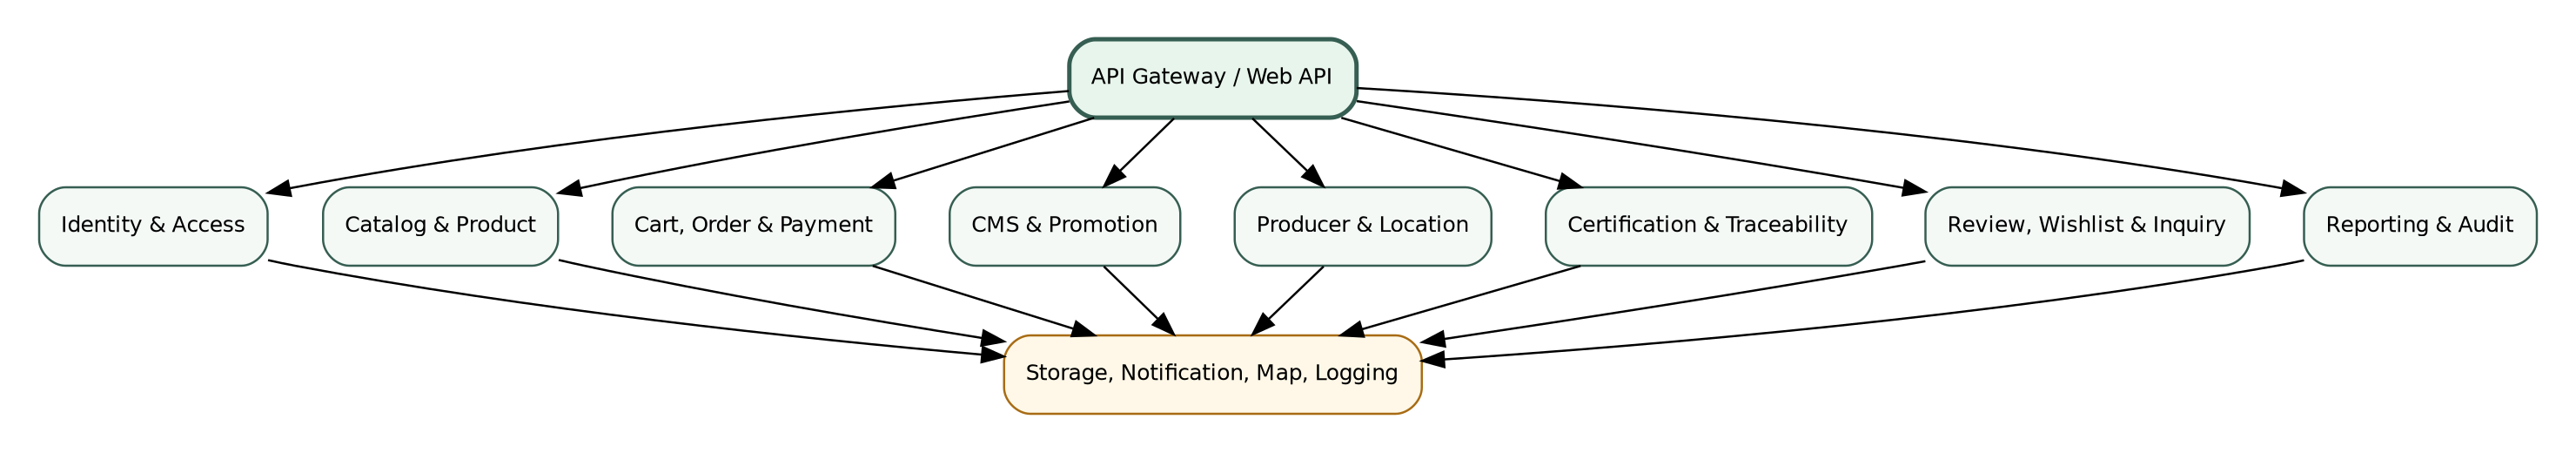 API Gateway / Web API
Identity & Access
Catalog & Product
Cart, Order & Payment
CMS & Promotion
Producer & Location
Certification & Traceability
Review, Wishlist & Inquiry
Reporting & Audit
Storage, Notification, Map, Logging